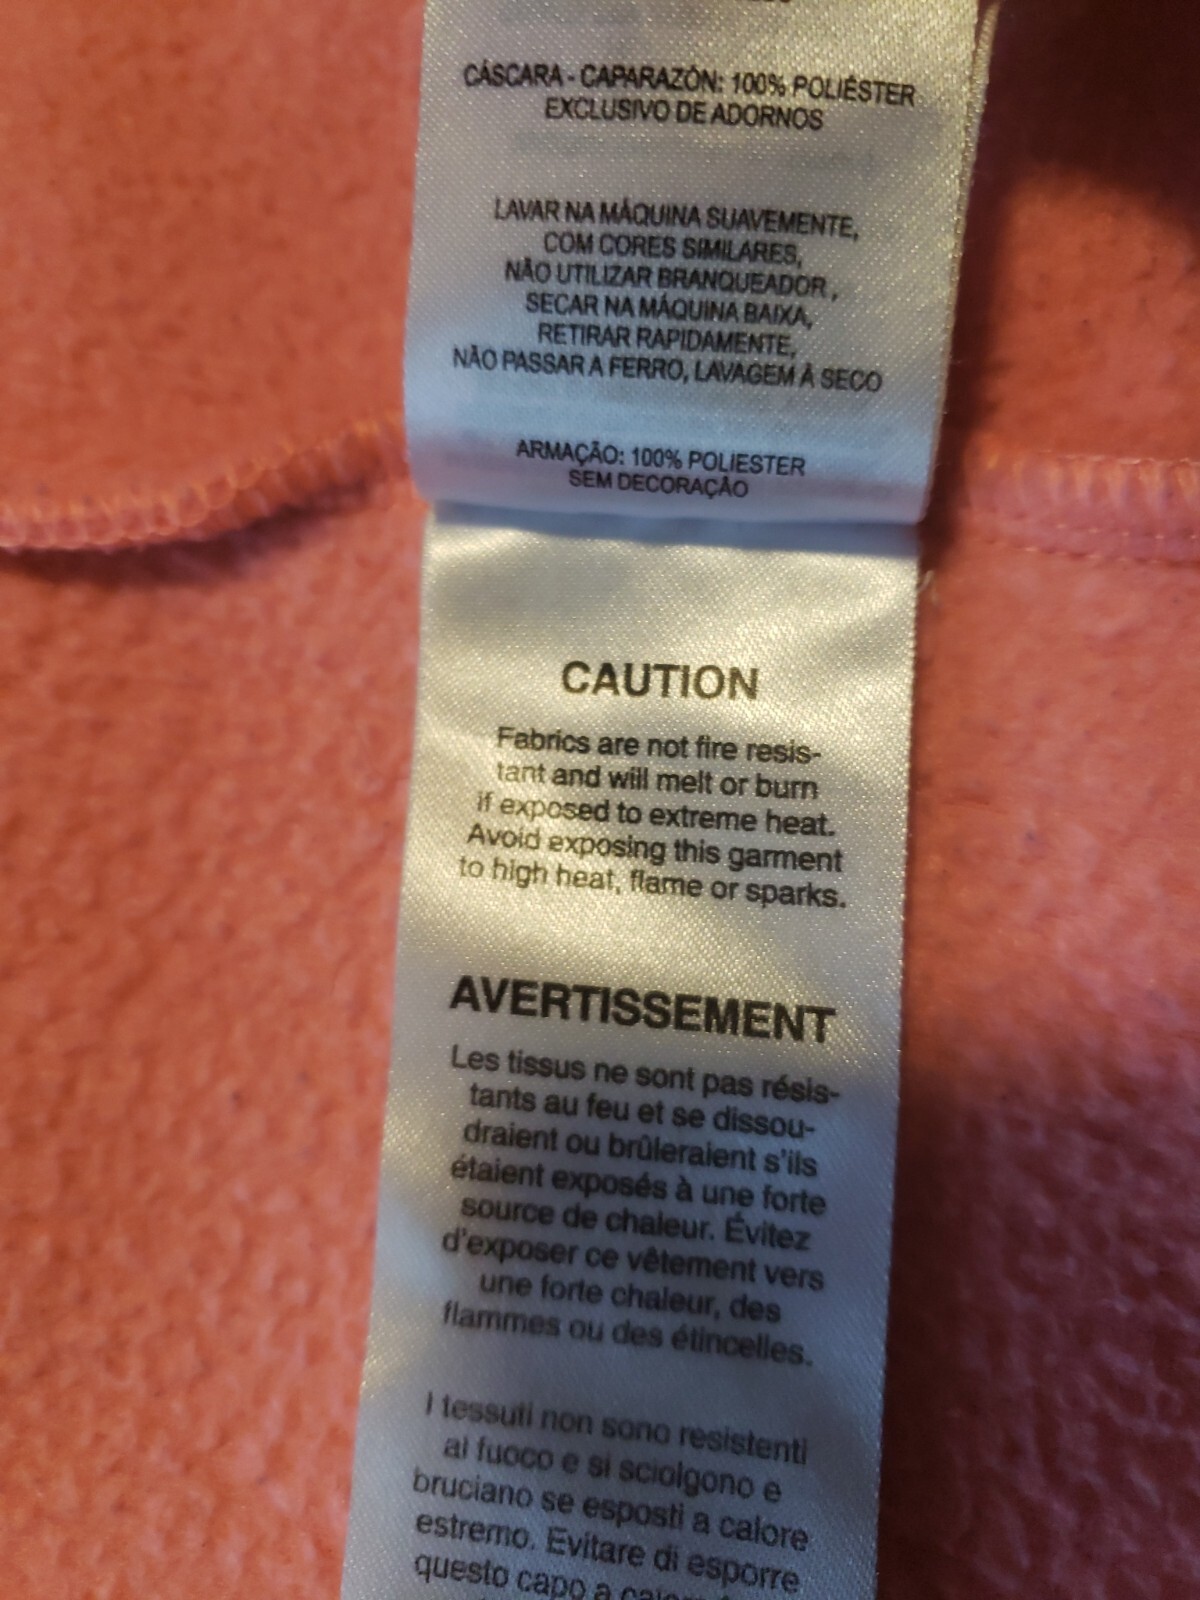 CÁSCARA - CAPARAZÓN: 100% POLIÉSTER
EXCLUSIVO DE ADORNOS
LAVAR NA MÁQUINA SUAVEMENTE,
COM CORES SIMILARES,
NÃO UTILIZAR BRANQUEADOR,
SECAR NA MÁQUINA BAIXA,
RETIRAR RAPIDAMENTE,
NÃO PASSAR A FERRO, LAVAGEM À SECO
ARMAÇÃO: 100% POLIESTER
SEM DECORAÇÃO
CAUTION
Fabrics are not fire resis-
tant and will melt or burn
if exposed to extreme heat.
Avoid exposing this garment
to high heat, flame or sparks.
AVERTISSEMENT
Les tissus ne sont pas résis-
tants au feu et se dissou-
draient ou brûleraient s'ils
étaient exposés à une forte
source de chaleur. Évitez
d'exposer ce vêtement vers
une forte chaleur, des
flammes ou des étincelles.
I tessuti non sono resistenti
al fuoco e si sciolgono e
bruciano se esposti a calore
estremo. Evitare di esporre
questo capo a